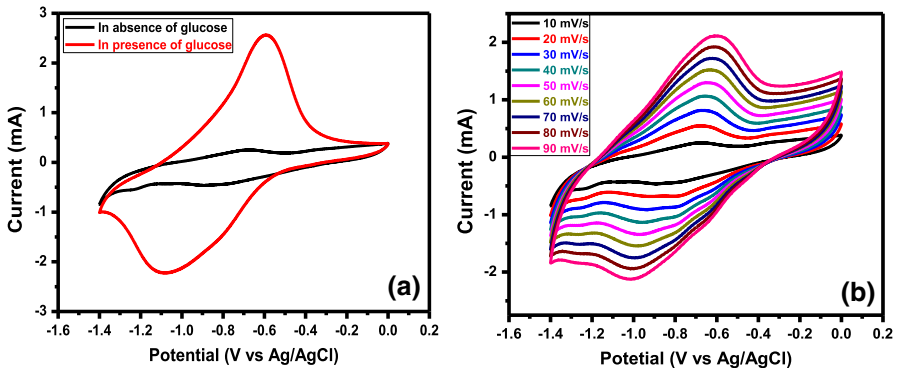 In absence of glucose
In presence of glucose
Current (mA)
3
2
1
0
-1
-2
-3
-1.6 -1.4 -1.2 -1.0 -0.8 -0.6 -0.4 -0.2 0.0 0.2
Potential (V vs Ag/AgCl)
(a)
10 mV/s
20 mV/s
30 mV/s
40 mV/s
50 mV/s
60 mV/s
70 mV/s
80 mV/s
90 mV/s
Current (mA)
2
1
0
-1
-2
-1.6 -1.4 -1.2 -1.0 -0.8 -0.6 -0.4 -0.2 0.0 0.2
Potetial (V vs Ag/AgCl)
(b)